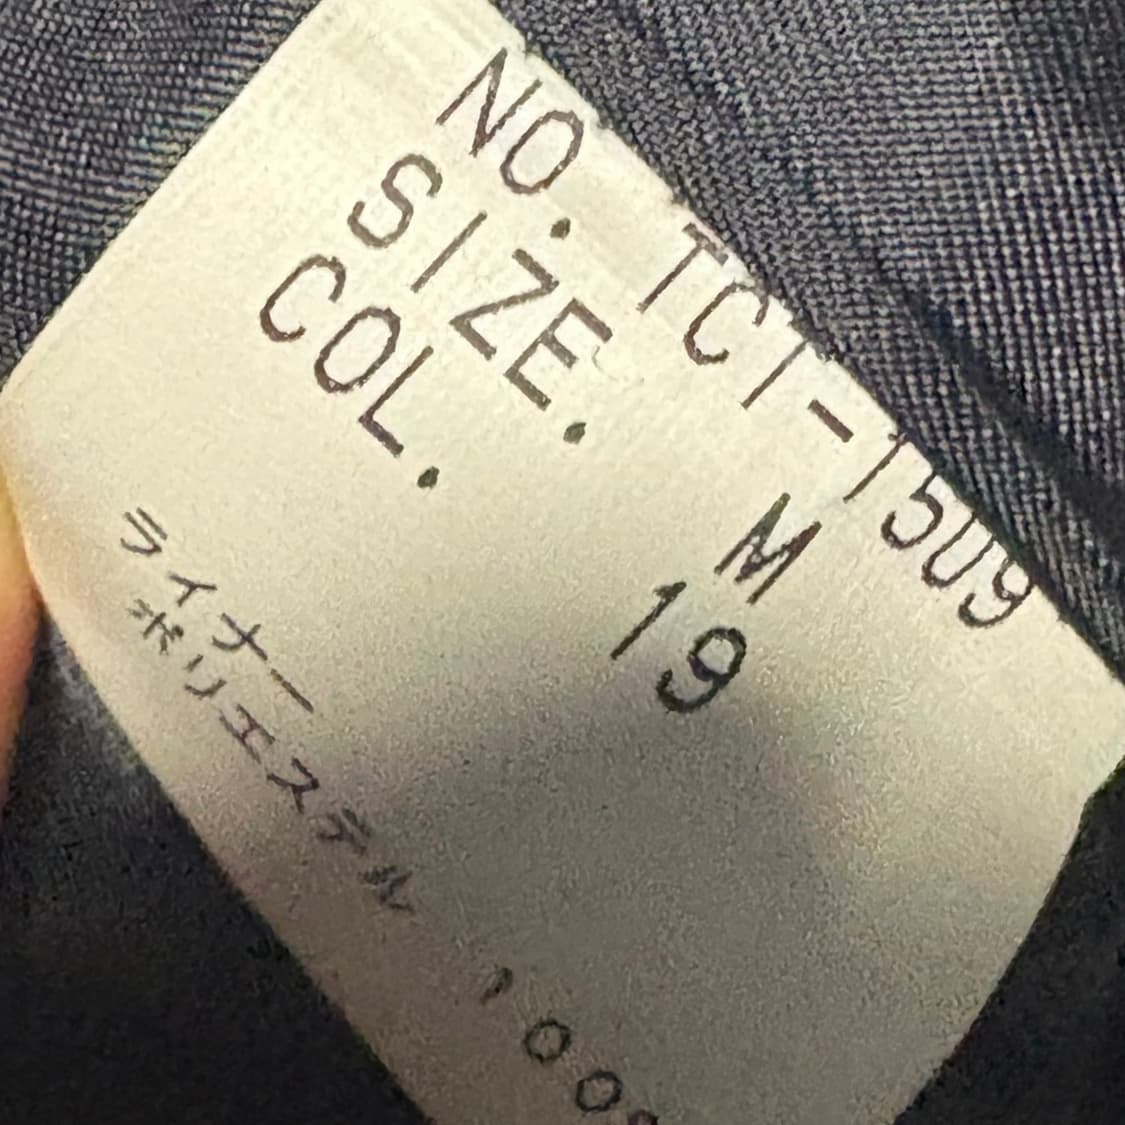 NO. TCT-1509
SIZE. M
COL. 19
ライナー
ポリエステル 100